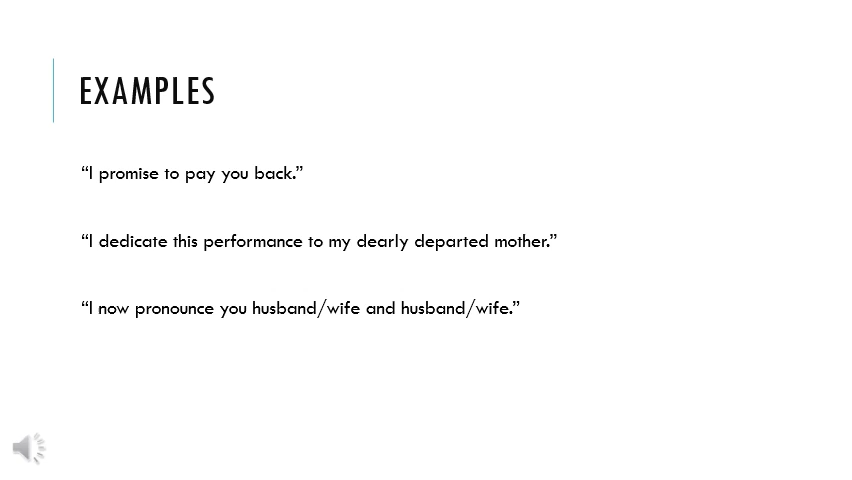 EXAMPLES
“I promise to pay you back.”
“I dedicate this performance to my dearly departed mother.”
“I now pronounce you husband/wife and husband/wife.”